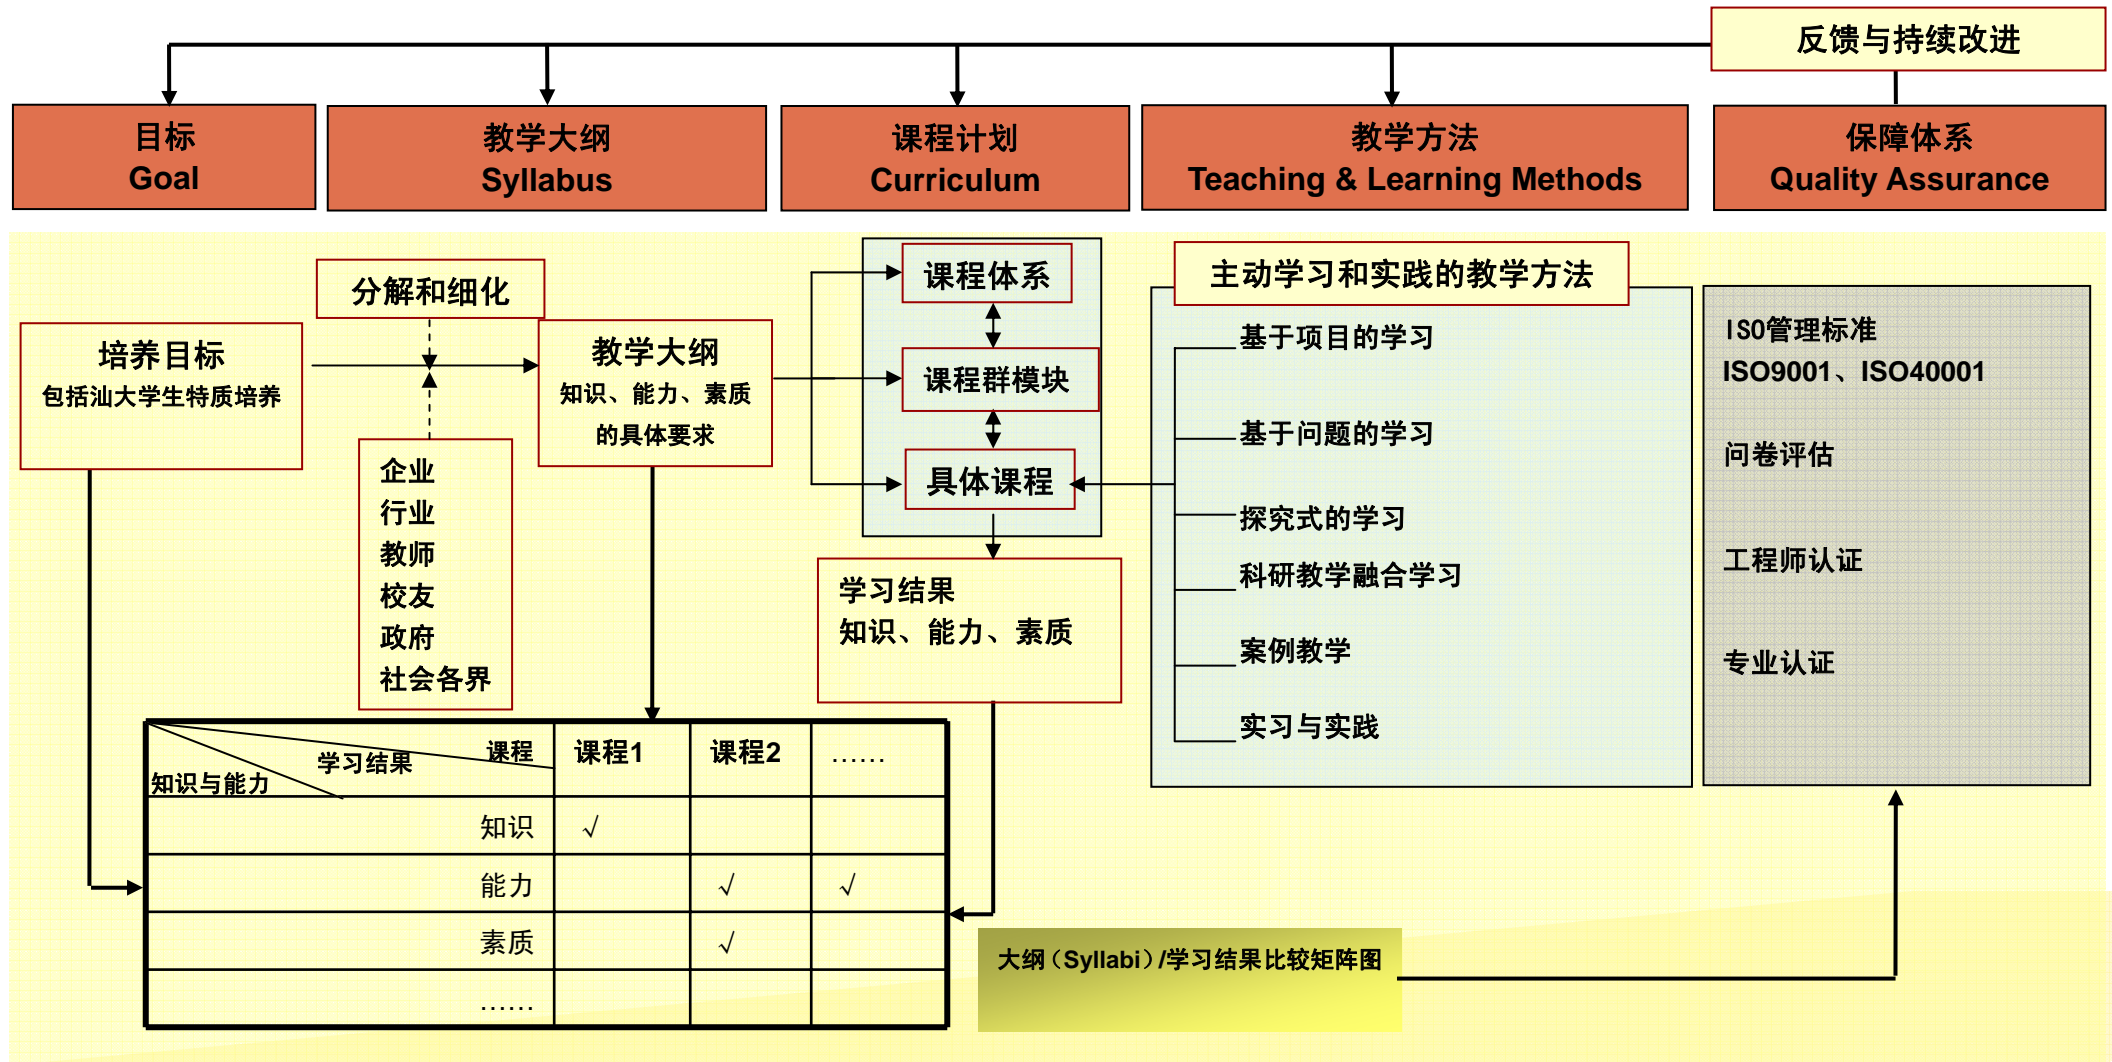 反馈与持续改进
目标
Goal
教学大纲
Syllabus
课程计划
Curriculum
教学方法
Teaching & Learning Methods
保障体系
Quality Assurance
分解和细化
培养目标
包括汕大学生特质培养
企业
行业
教师
校友
政府
社会各界
教学大纲
知识、能力、素质
的具体要求
课程体系
课程群模块
具体课程
学习结果
知识、能力、素质
主动学习和实践的教学方法
基于项目的学习
基于问题的学习
探究式的学习
科研教学融合学习
案例教学
实习与实践
ISO管理标准
ISO9001、ISO40001
问卷评估
工程师认证
专业认证
课程
学习结果
知识与能力
课程1
课程2
……
知识
√
能力
√
√
素质
√
……
大纲（Syllabi）/学习结果比较矩阵图